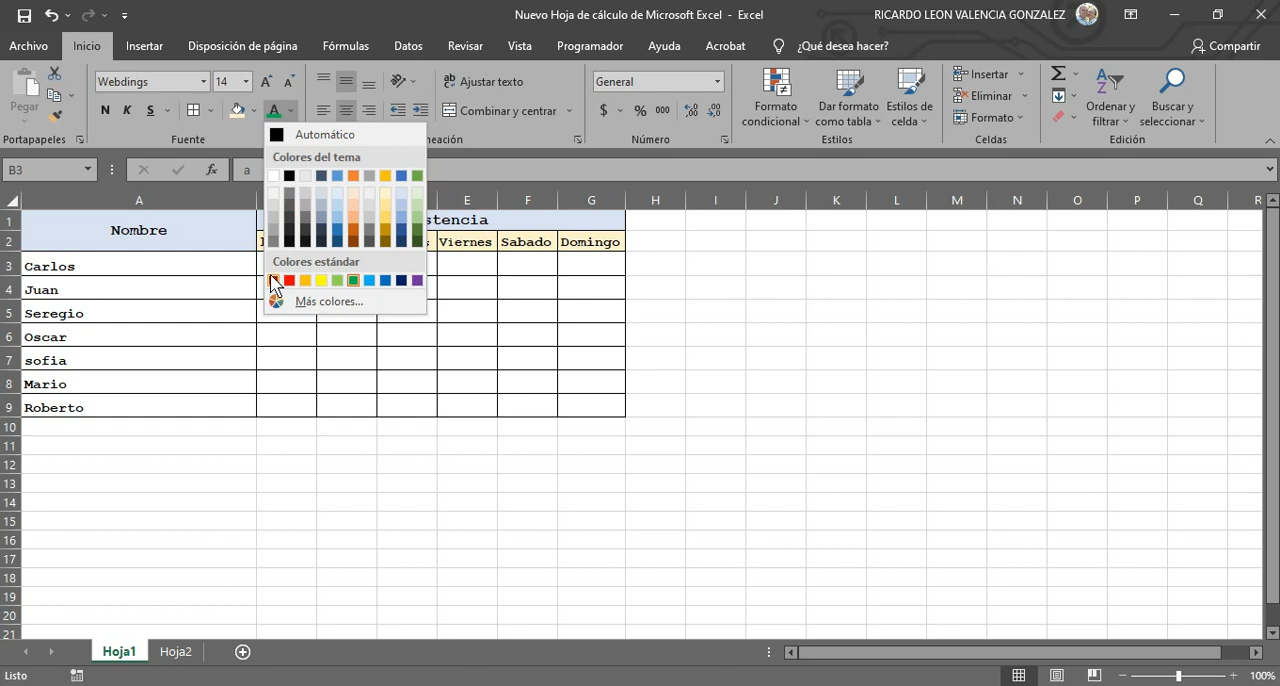 Nuevo Hoja de cálculo de Microsoft Excel - Excel
RICARDO LEON VALENCIA GONZALEZ
Archivo Inicio Insertar Disposición de página Fórmulas Datos Revisar Vista Programador Ayuda Acrobat ¿Qué desea hacer? Compartir
Pegar
Portapapeles
Webdings 14
N K S
Fuente
Ajustar texto
Combinar y centrar
neación
General
$ % 000
Número
Formato condicional
Dar formato como tabla
Estilos de celda
Estilos
Insertar
Eliminar
Formato
Celdas
Ordenar y filtrar
Buscar y seleccionar
Edición
Automático
Colores del tema
Colores estándar
Más colores...
B3 fx a
A E F G H I J K L M N O P Q R
1 Nombre stencia
2 s Viernes Sabado Domingo
3 Carlos
4 Juan
5 Seregio
6 Oscar
7 sofia
8 Mario
9 Roberto
10
11
12
13
14
15
16
17
18
19
20
21
Hoja1 Hoja2
Listo 100%